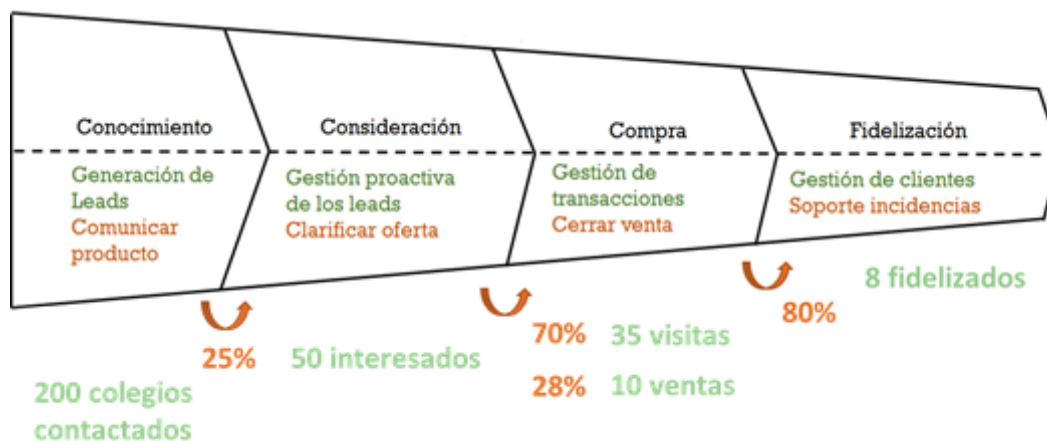 Conocimiento
Generación de
Leads
Comunicar
producto
Consideración
Gestión proactiva
de los leads
Clarificar oferta
Compra
Gestión de
transacciones
Cerrar venta
Fidelización
Gestión de clientes
Soporte incidencias
200 colegios
contactados
25%
50 interesados
70%
35 visitas
28%
10 ventas
80%
8 fidelizados